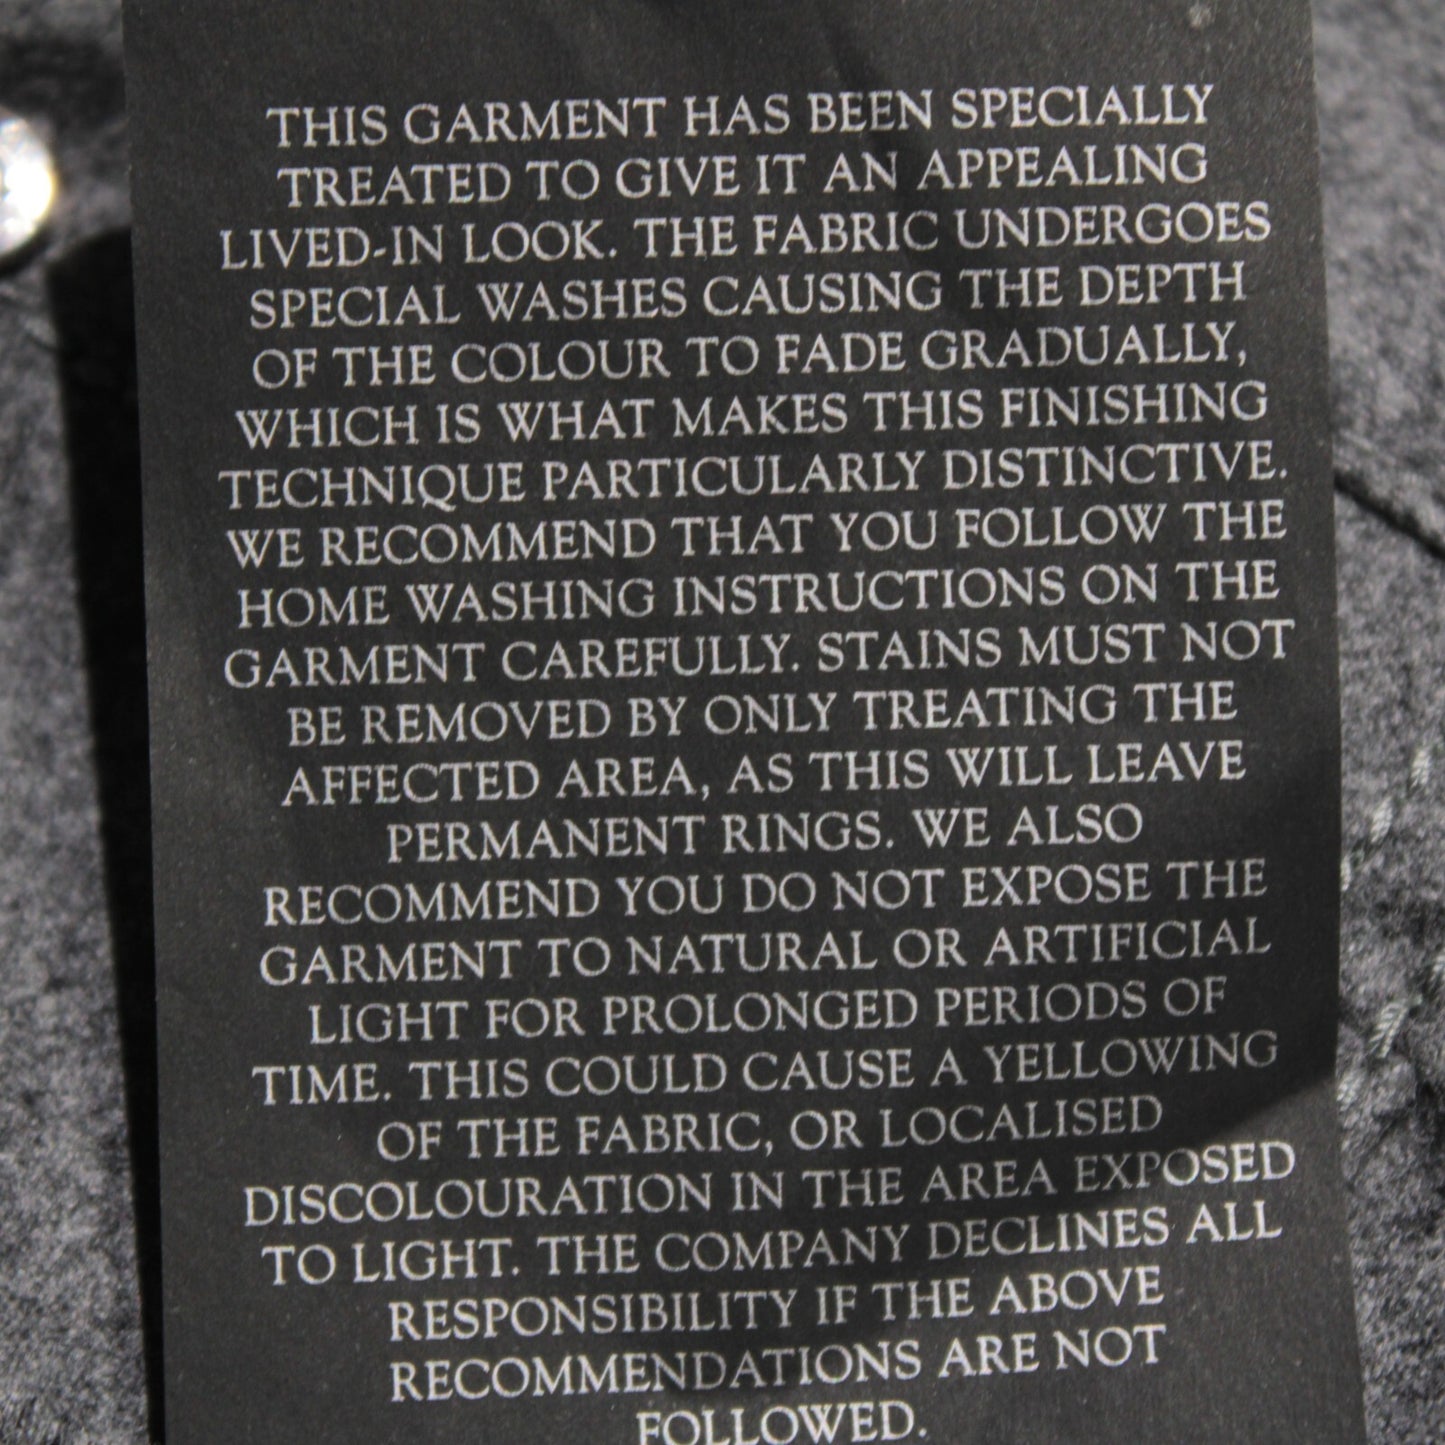 THIS GARMENT HAS BEEN SPECIALLY
TREATED TO GIVE IT AN APPEALING
LIVED-IN LOOK. THE FABRIC UNDERGOES
SPECIAL WASHES CAUSING THE DEPTH
OF THE COLOUR TO FADE GRADUALLY,
WHICH IS WHAT MAKES THIS FINISHING
TECHNIQUE PARTICULARLY DISTINCTIVE.
WE RECOMMEND THAT YOU FOLLOW THE
HOME WASHING INSTRUCTIONS ON THE
GARMENT CAREFULLY. STAINS MUST NOT
BE REMOVED BY ONLY TREATING THE
AFFECTED AREA, AS THIS WILL LEAVE
PERMANENT RINGS. WE ALSO
RECOMMEND YOU DO NOT EXPOSE THE
GARMENT TO NATURAL OR ARTIFICIAL
LIGHT FOR PROLONGED PERIODS OF
TIME. THIS COULD CAUSE A YELLOWING
OF THE FABRIC, OR LOCALISED
DISCOLOURATION IN THE AREA EXPOSED
TO LIGHT. THE COMPANY DECLINES ALL
RESPONSIBILITY IF THE ABOVE
RECOMMENDATIONS ARE NOT
FOLLOWED.